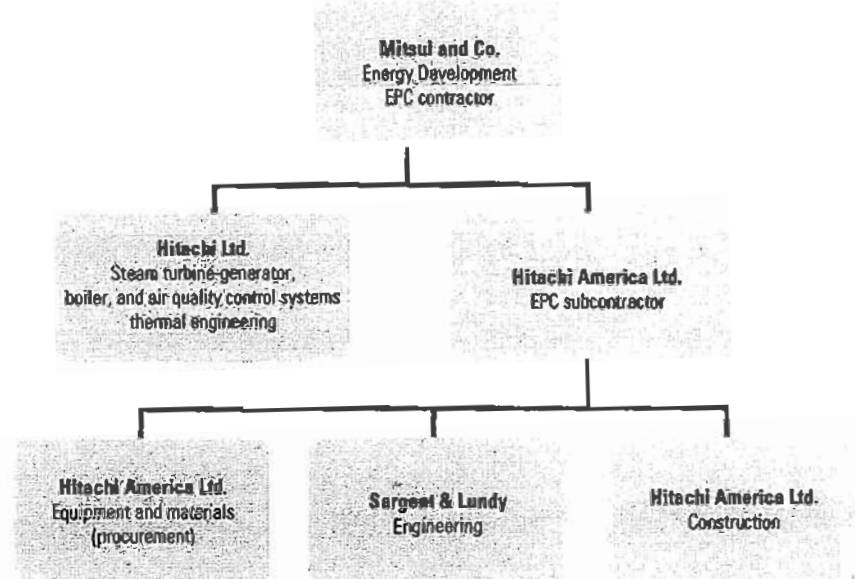 Mitsui and Co.
Energy Development
EPC contractor
Hitachi Ltd.
Steam turbine-generator,
boiler, and air quality control systems
thermal engineering
Hitachi America Ltd.
EPC subcontractor
Hitachi America Ltd.
Equipment and materials
(procurement)
Sargent & Lundy
Engineering
Hitachi America Ltd.
Construction